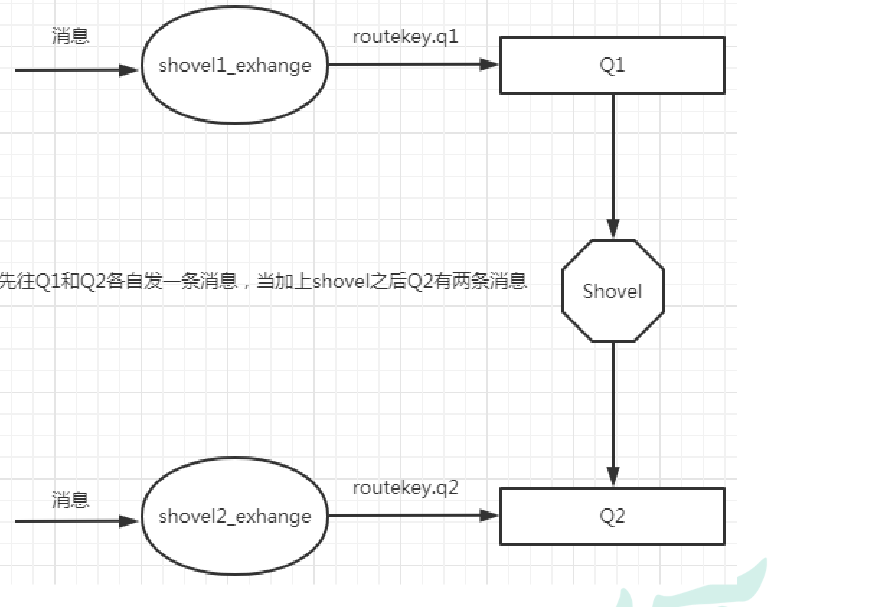 消息
shovel1_exhange
routekey.q1
Q1
先往Q1和Q2各自发一条消息，当加上shovel之后Q2有两条消息
Shovel
消息
shovel2_exhange
routekey.q2
Q2